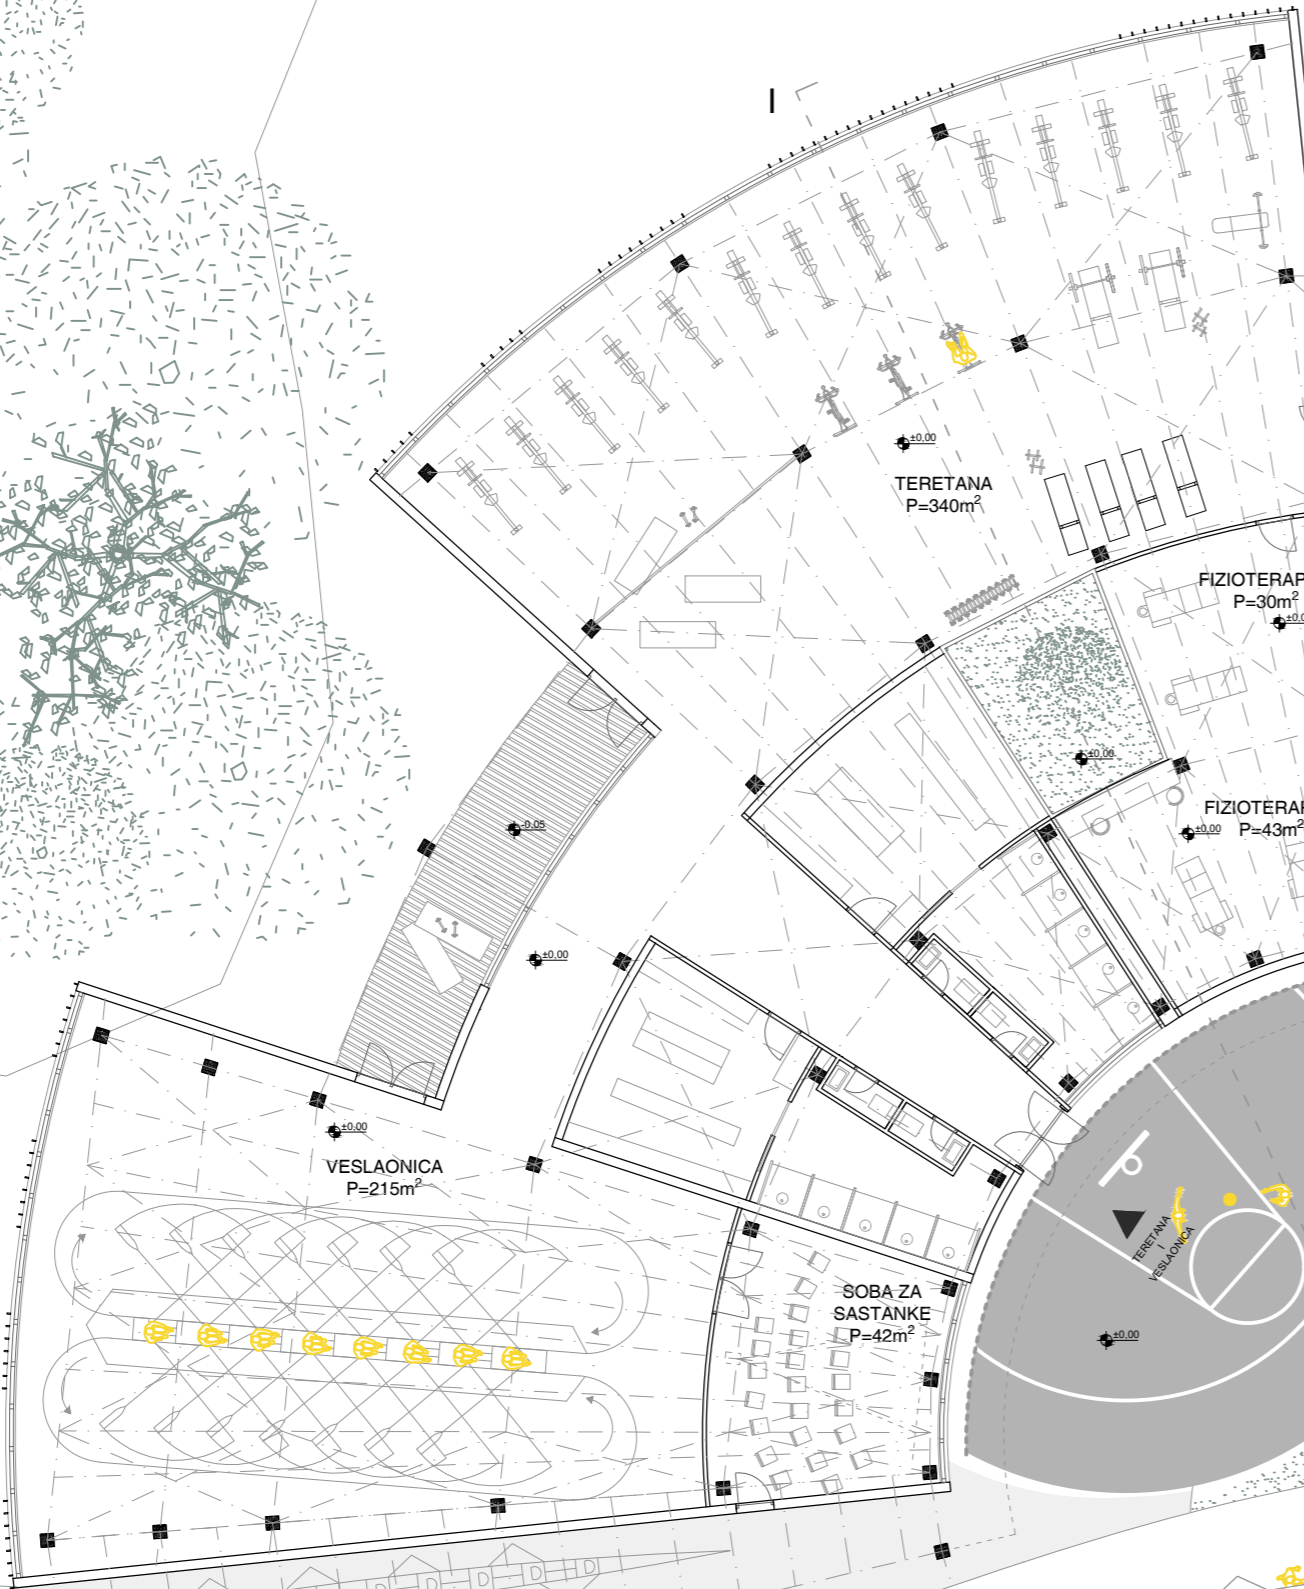 I
±0,00
TERETANA
P=340m²
FIZIOTERAP
P=30m²
±0,0
±0,00
FIZIOTERAP
P=43m²
±0,00
-0,05
±0,00
±0,00
VESLAONICA
P=215m²
SOBA ZA
SASTANKE
P=42m²
TERETANA
I
VESLAONICA
±0,00
D D D D D